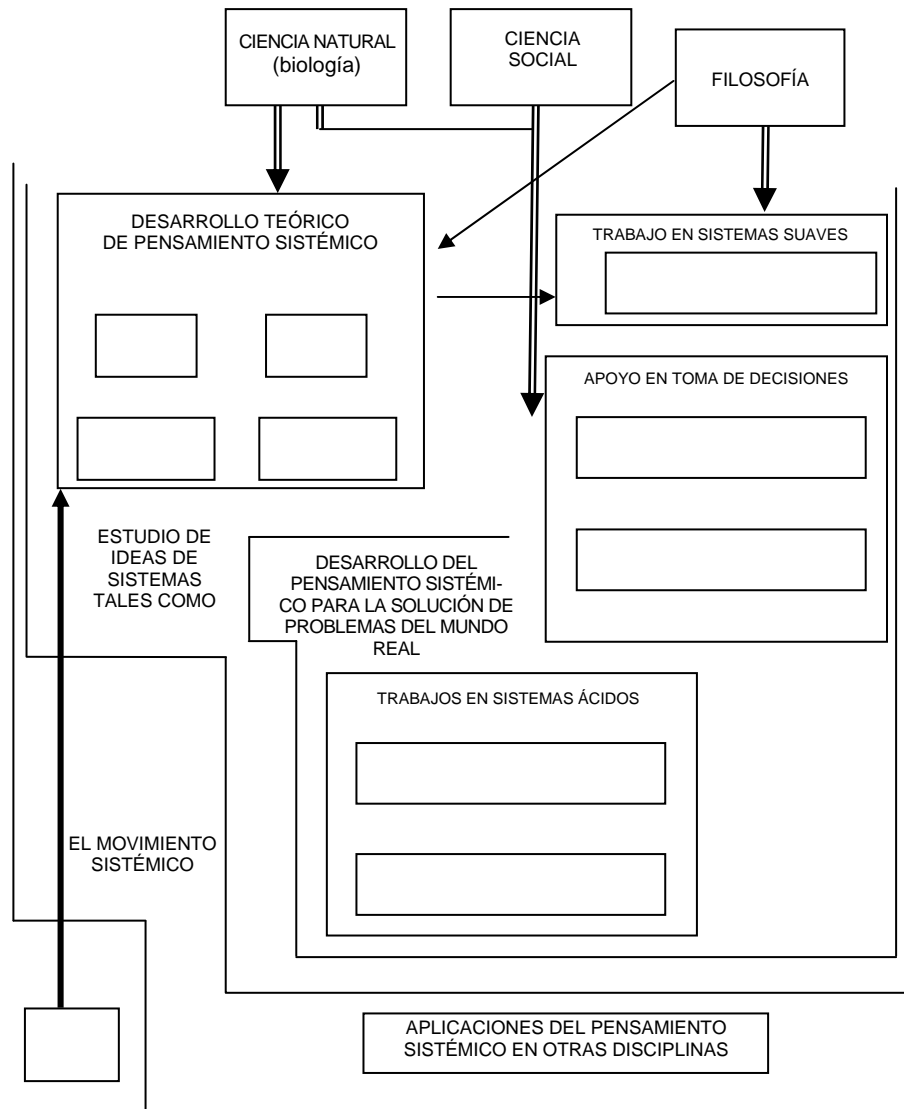 CIENCIA NATURAL
(biología)
CIENCIA
SOCIAL
FILOSOFÍA
DESARROLLO TEÓRICO
DE PENSAMIENTO SISTÉMICO
TRABAJO EN SISTEMAS SUAVES
APOYO EN TOMA DE DECISIONES
ESTUDIO DE
IDEAS DE
SISTEMAS
TALES COMO
DESARROLLO DEL
PENSAMIENTO SISTÉMI-
CO PARA LA SOLUCIÓN DE
PROBLEMAS DEL MUNDO
REAL
TRABAJOS EN SISTEMAS ÁCIDOS
EL MOVIMIENTO
SISTÉMICO
APLICACIONES DEL PENSAMIENTO
SISTÉMICO EN OTRAS DISCIPLINAS